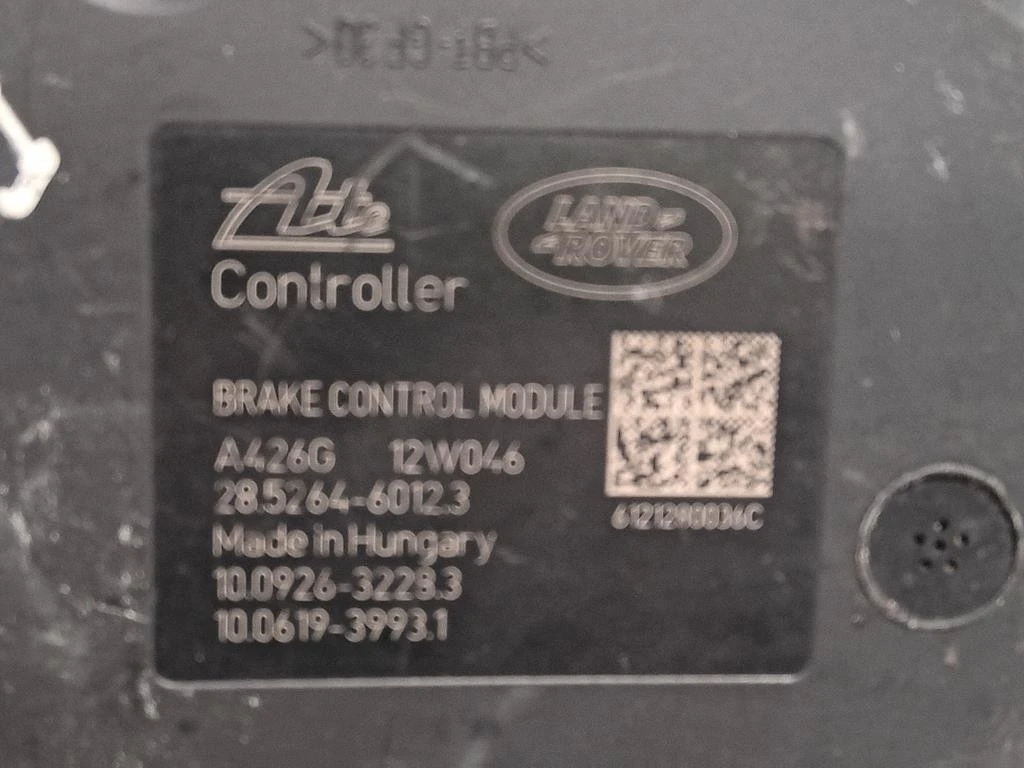 >PBT-GF30<
Ate
LAND ROVER
Controller
BRAKE CONTROL MODULE
A426G 12W046
28.5264-6012.3
Made in Hungary
10.0926-3228.3
10.0619-3993.1